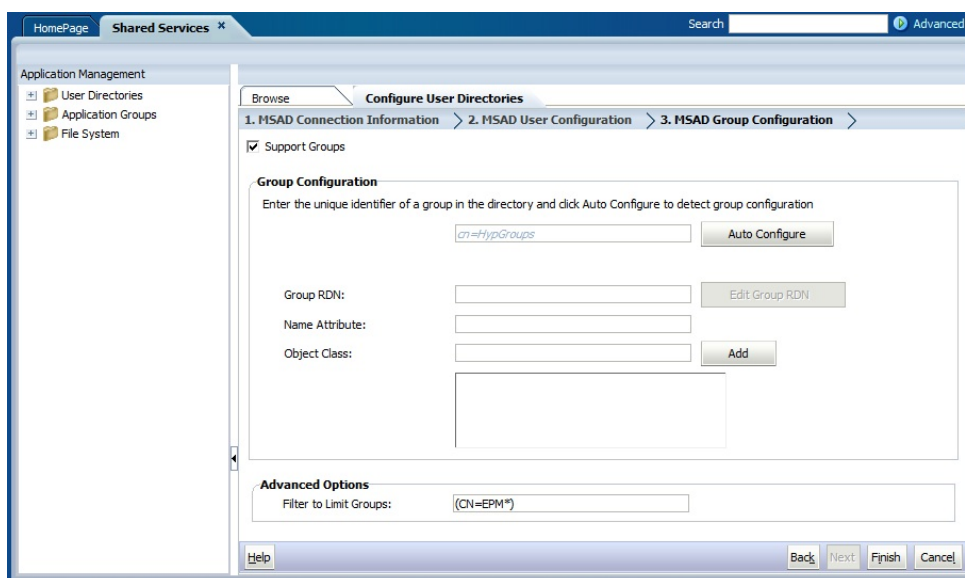 HomePage Shared Services × Search Advanced
Application Management
User Directories
Application Groups
File System
Browse Configure User Directories
1. MSAD Connection Information 2. MSAD User Configuration 3. MSAD Group Configuration
Support Groups
Group Configuration
Enter the unique identifier of a group in the directory and click Auto Configure to detect group configuration
cn=HypGroups Auto Configure
Group RDN: Edit Group RDN
Name Attribute:
Object Class: Add
Advanced Options
Filter to Limit Groups: (CN=EPM*)
Help Back Next Finish Cancel